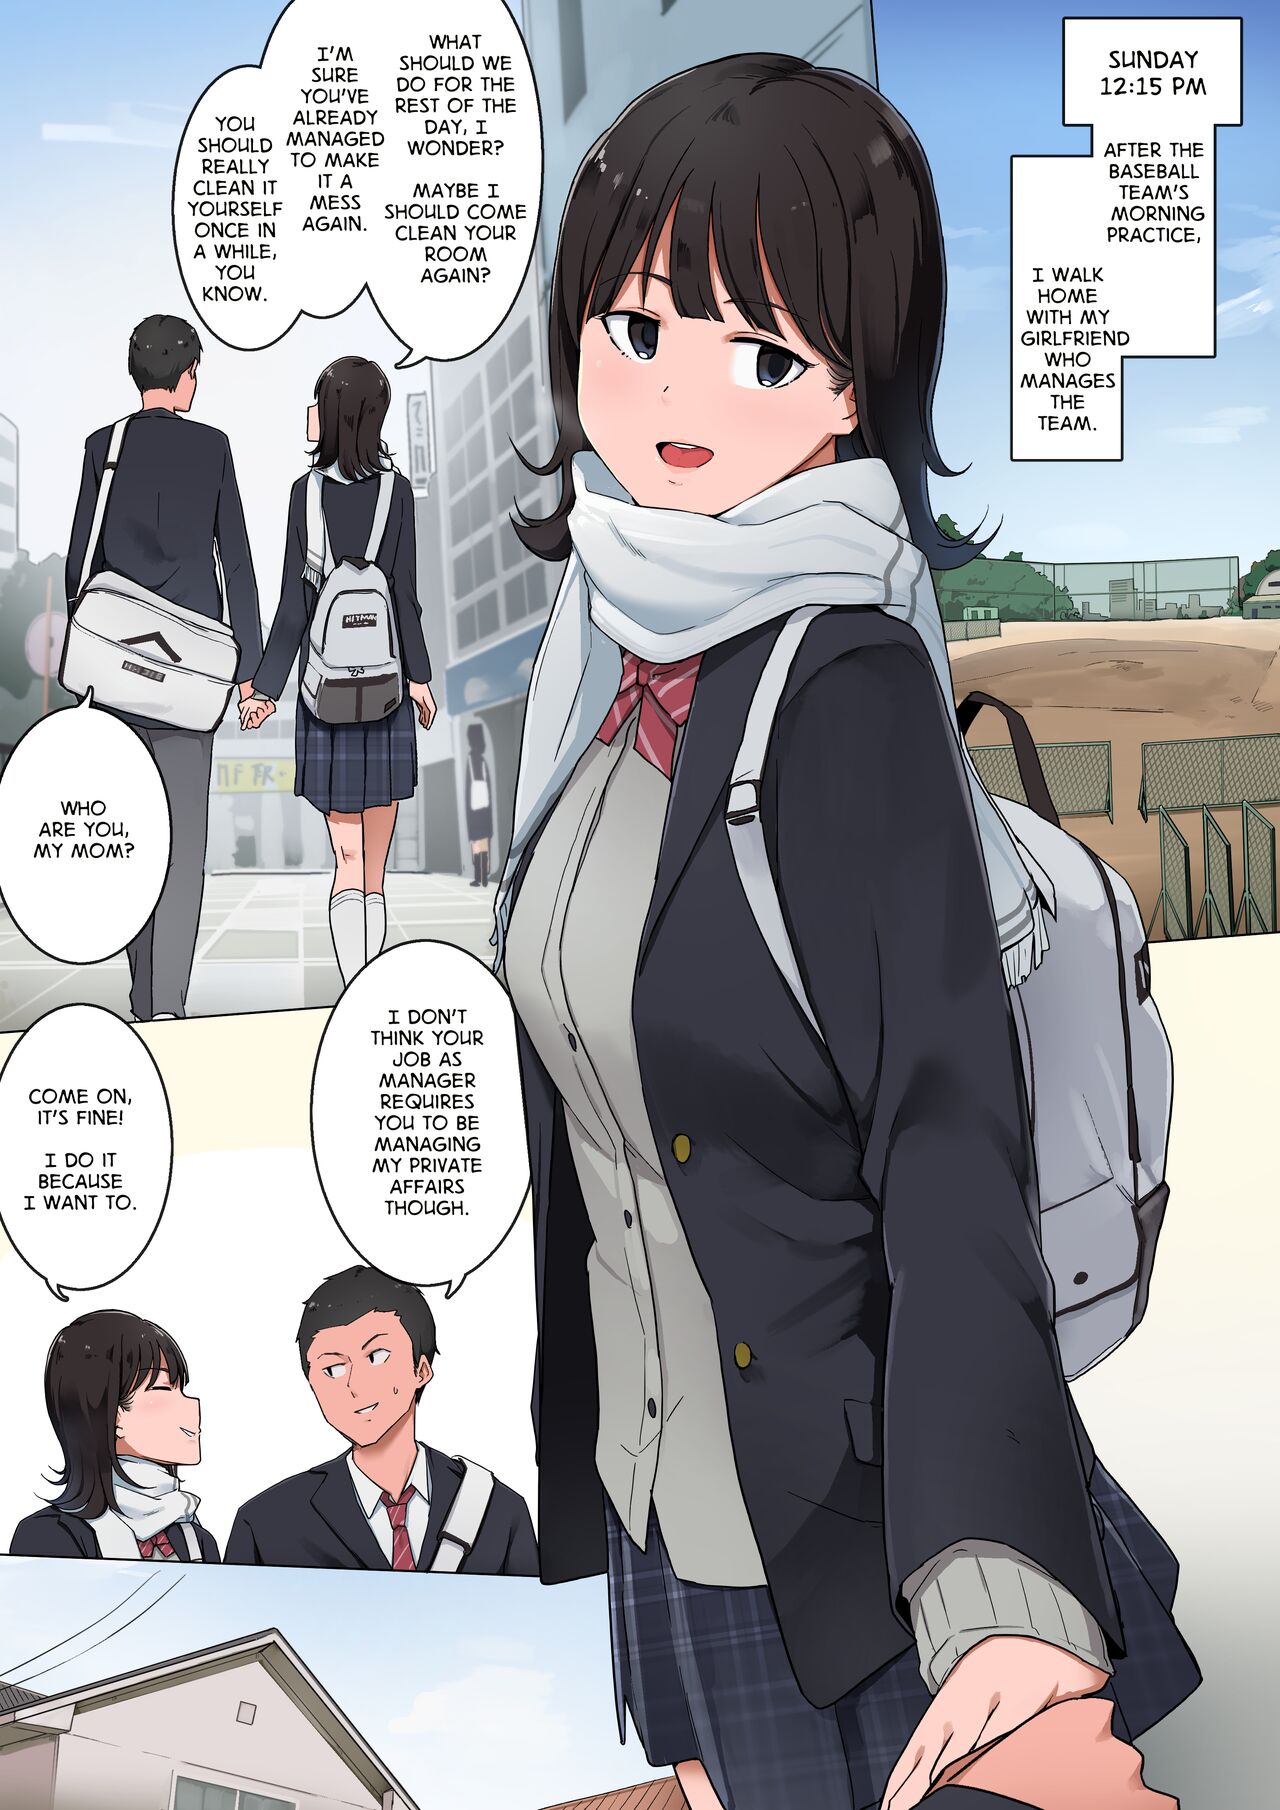 SUNDAY
12:15 PM
AFTER THE
BASEBALL
TEAM'S
MORNING
PRACTICE,
I WALK
HOME
WITH MY
GIRLFRIEND
WHO
MANAGES
THE
TEAM.
WHAT
SHOULD WE
DO FOR THE
REST OF THE
DAY, I
WONDER?
MAYBE I
SHOULD COME
CLEAN YOUR
ROOM
AGAIN?
I'M
SURE
YOU'VE
ALREADY
MANAGED
TO MAKE
IT A
MESS
AGAIN.
YOU
SHOULD
REALLY
CLEAN IT
YOURSELF
ONCE IN
A WHILE,
YOU
KNOW.
HITMAN
WHO
ARE YOU,
MY MOM?
I DON'T
THINK YOUR
JOB AS
MANAGER
REQUIRES
YOU TO BE
MANAGING
MY PRIVATE
AFFAIRS
THOUGH.
COME ON,
IT'S FINE!
I DO IT
BECAUSE
I WANT TO.